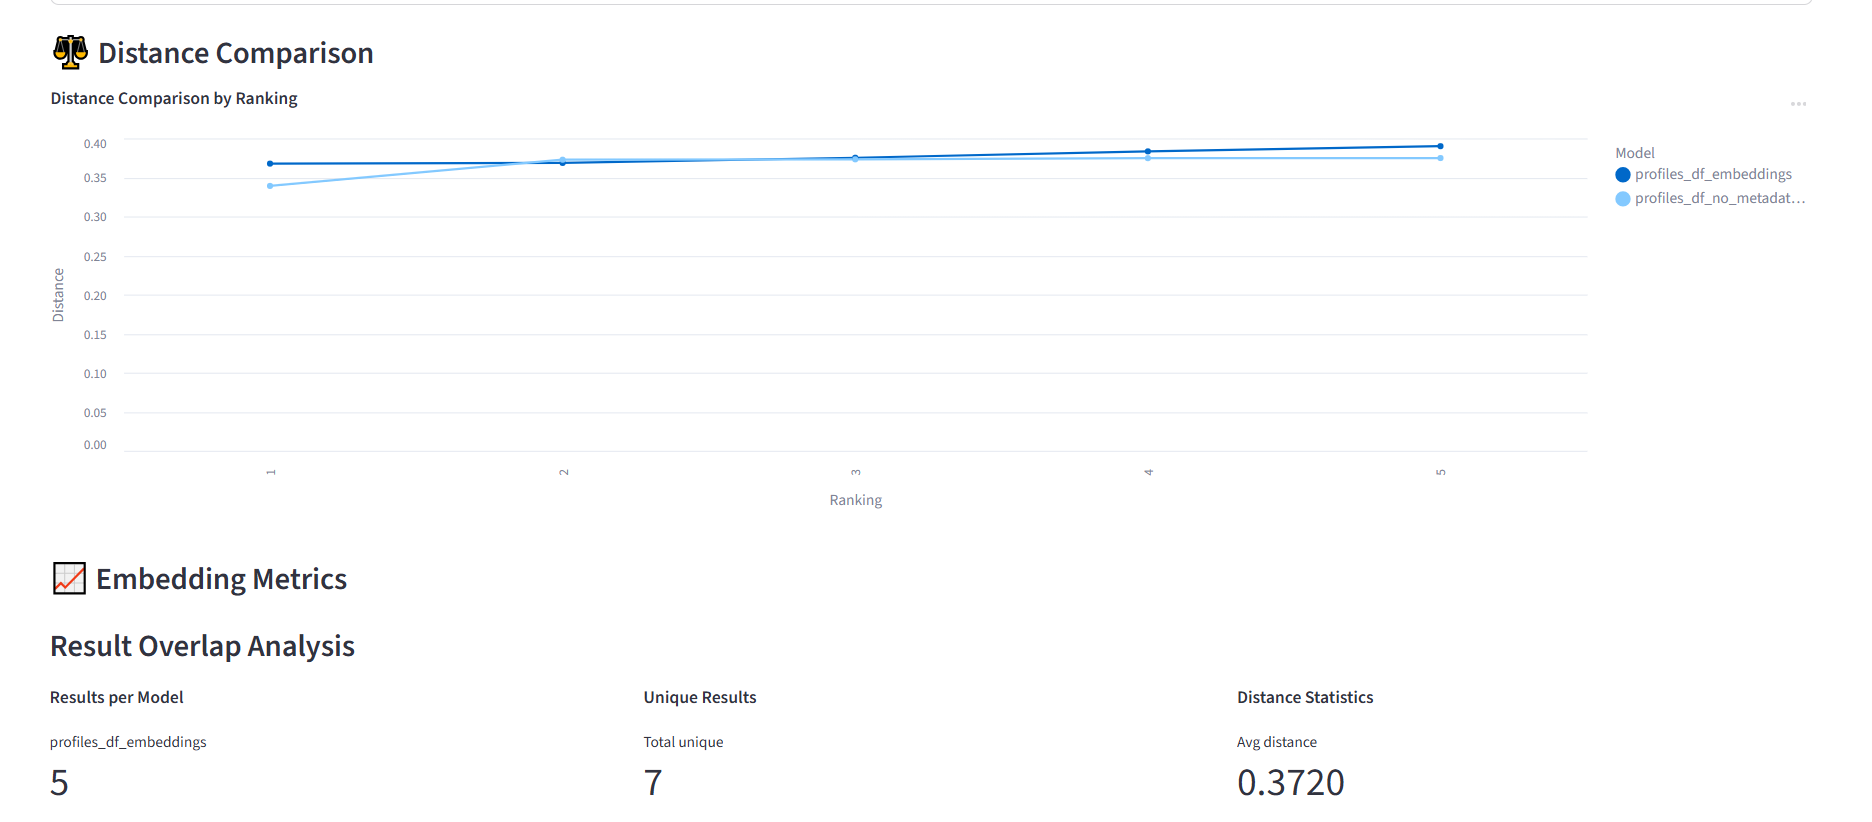 Distance Comparison
Distance Comparison by Ranking
0.40
0.35
0.30
0.25
0.20
0.15
0.10
0.05
0.00
Distance
1
2
3
4
5
Ranking
Model
profiles_df_embeddings
profiles_df_no_metadat…
Embedding Metrics
Result Overlap Analysis
Results per Model
profiles_df_embeddings
5
Unique Results
Total unique
7
Distance Statistics
Avg distance
0.3720